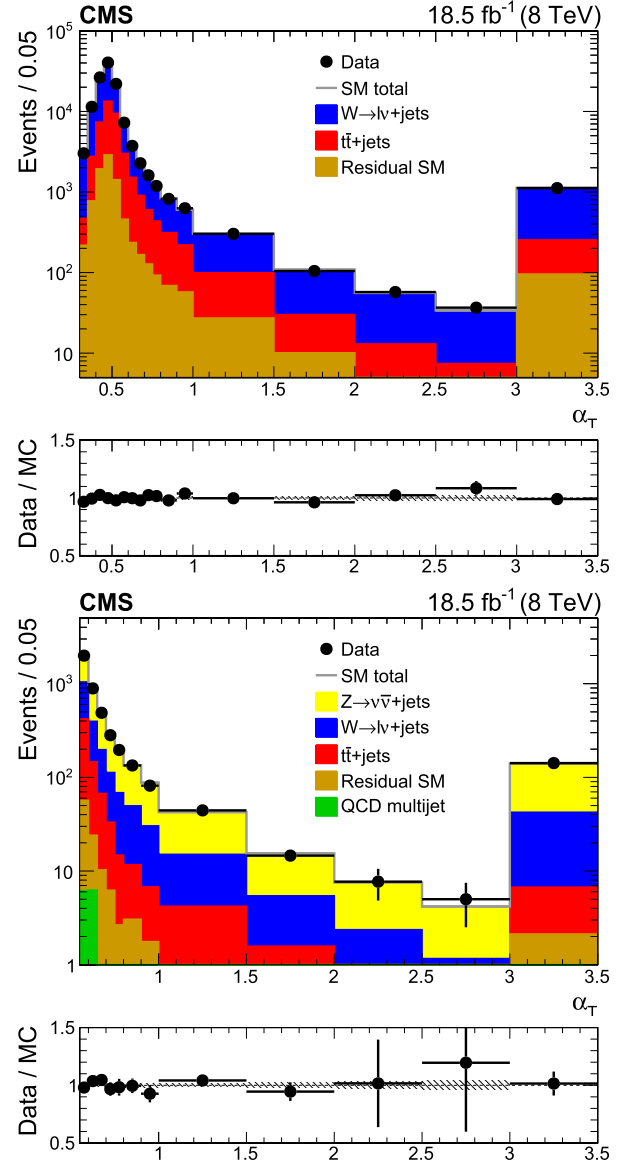 CMS 18.5 fb⁻¹ (8 TeV)
Events / 0.05
10⁵
10⁴
10³
10²
10
Data
SM total
W→lν+jets
tt̄+jets
Residual SM
0.5 1 1.5 2 2.5 3 3.5
α_T
Data / MC
1.5
1
0.5
0.5 1 1.5 2 2.5 3 3.5
CMS 18.5 fb⁻¹ (8 TeV)
Events / 0.05
10³
10²
10
1
Data
SM total
Z→νν̄+jets
W→lν+jets
tt̄+jets
Residual SM
QCD multijet
1 1.5 2 2.5 3 3.5
α_T
Data / MC
1.5
1
0.5
1 1.5 2 2.5 3 3.5